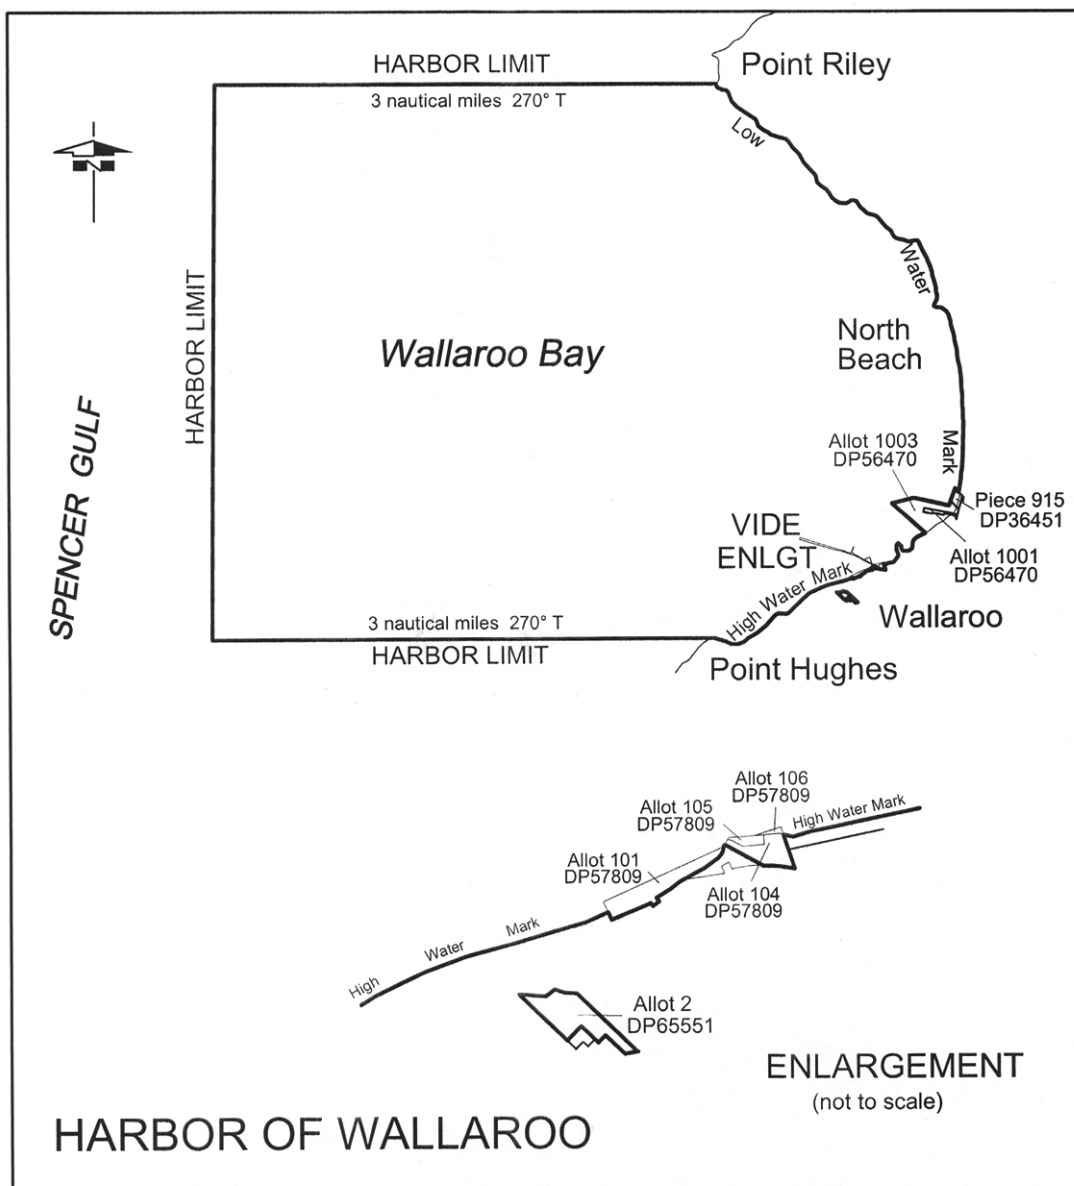 HARBOR LIMIT
3 nautical miles 270° T
Point Riley
Low
N
Water
HARBOR LIMIT
Wallaroo Bay
North
Beach
SPENCER GULF
Allot 1003
DP56470
Mark
Piece 915
DP36451
VIDE
ENLGT
Allot 1001
DP56470
High Water Mark
Wallaroo
3 nautical miles 270° T
HARBOR LIMIT
Point Hughes
Allot 106
DP57809
Allot 105
DP57809
High Water Mark
Allot 101
DP57809
Allot 104
DP57809
High Water Mark
Allot 2
DP65551
ENLARGEMENT
(not to scale)
HARBOR OF WALLAROO